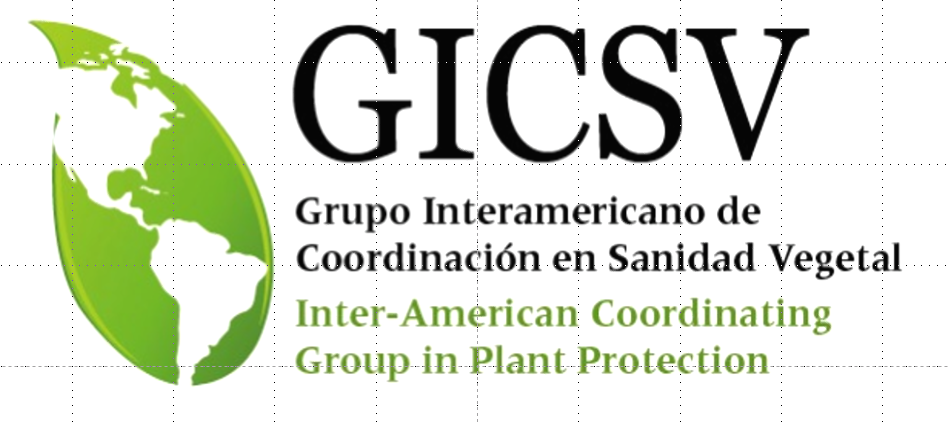 GICSV
Grupo Interamericano de
Coordinación en Sanidad Vegetal
Inter-American Coordinating
Group in Plant Protection